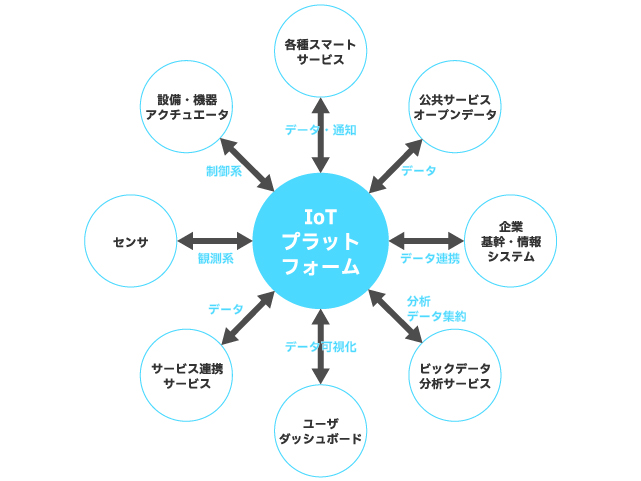 各種スマート
サービス
設備・機器
アクチュエータ
公共サービス
オープンデータ
データ・通知
制御系
データ
IoT
プラット
フォーム
センサ
観測系
企業
基幹・情報
システム
データ連携
データ
分析
データ集約
サービス連携
サービス
データ可視化
ビックデータ
分析サービス
ユーザ
ダッシュボード